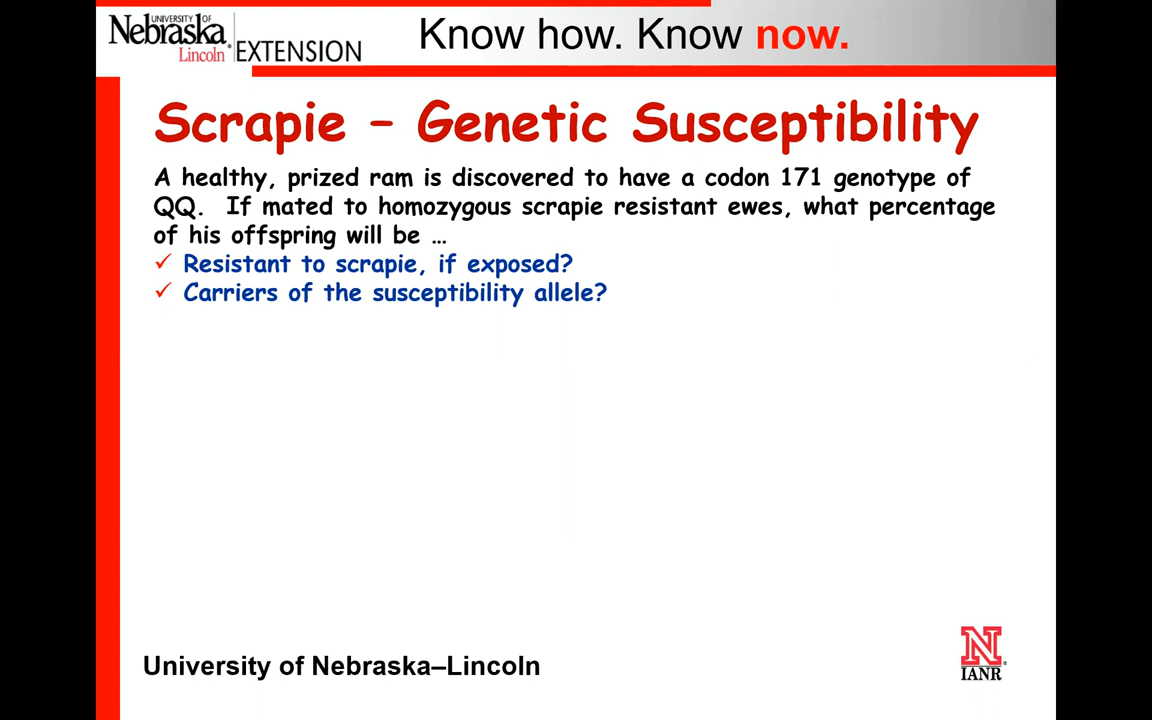 UNIVERSITY OF
Nebraska
Lincoln® EXTENSION
Know how. Know now.
Scrapie – Genetic Susceptibility
A healthy, prized ram is discovered to have a codon 171 genotype of
QQ. If mated to homozygous scrapie resistant ewes, what percentage
of his offspring will be …
✓ Resistant to scrapie, if exposed?
✓ Carriers of the susceptibility allele?
University of Nebraska–Lincoln
N®
IANR